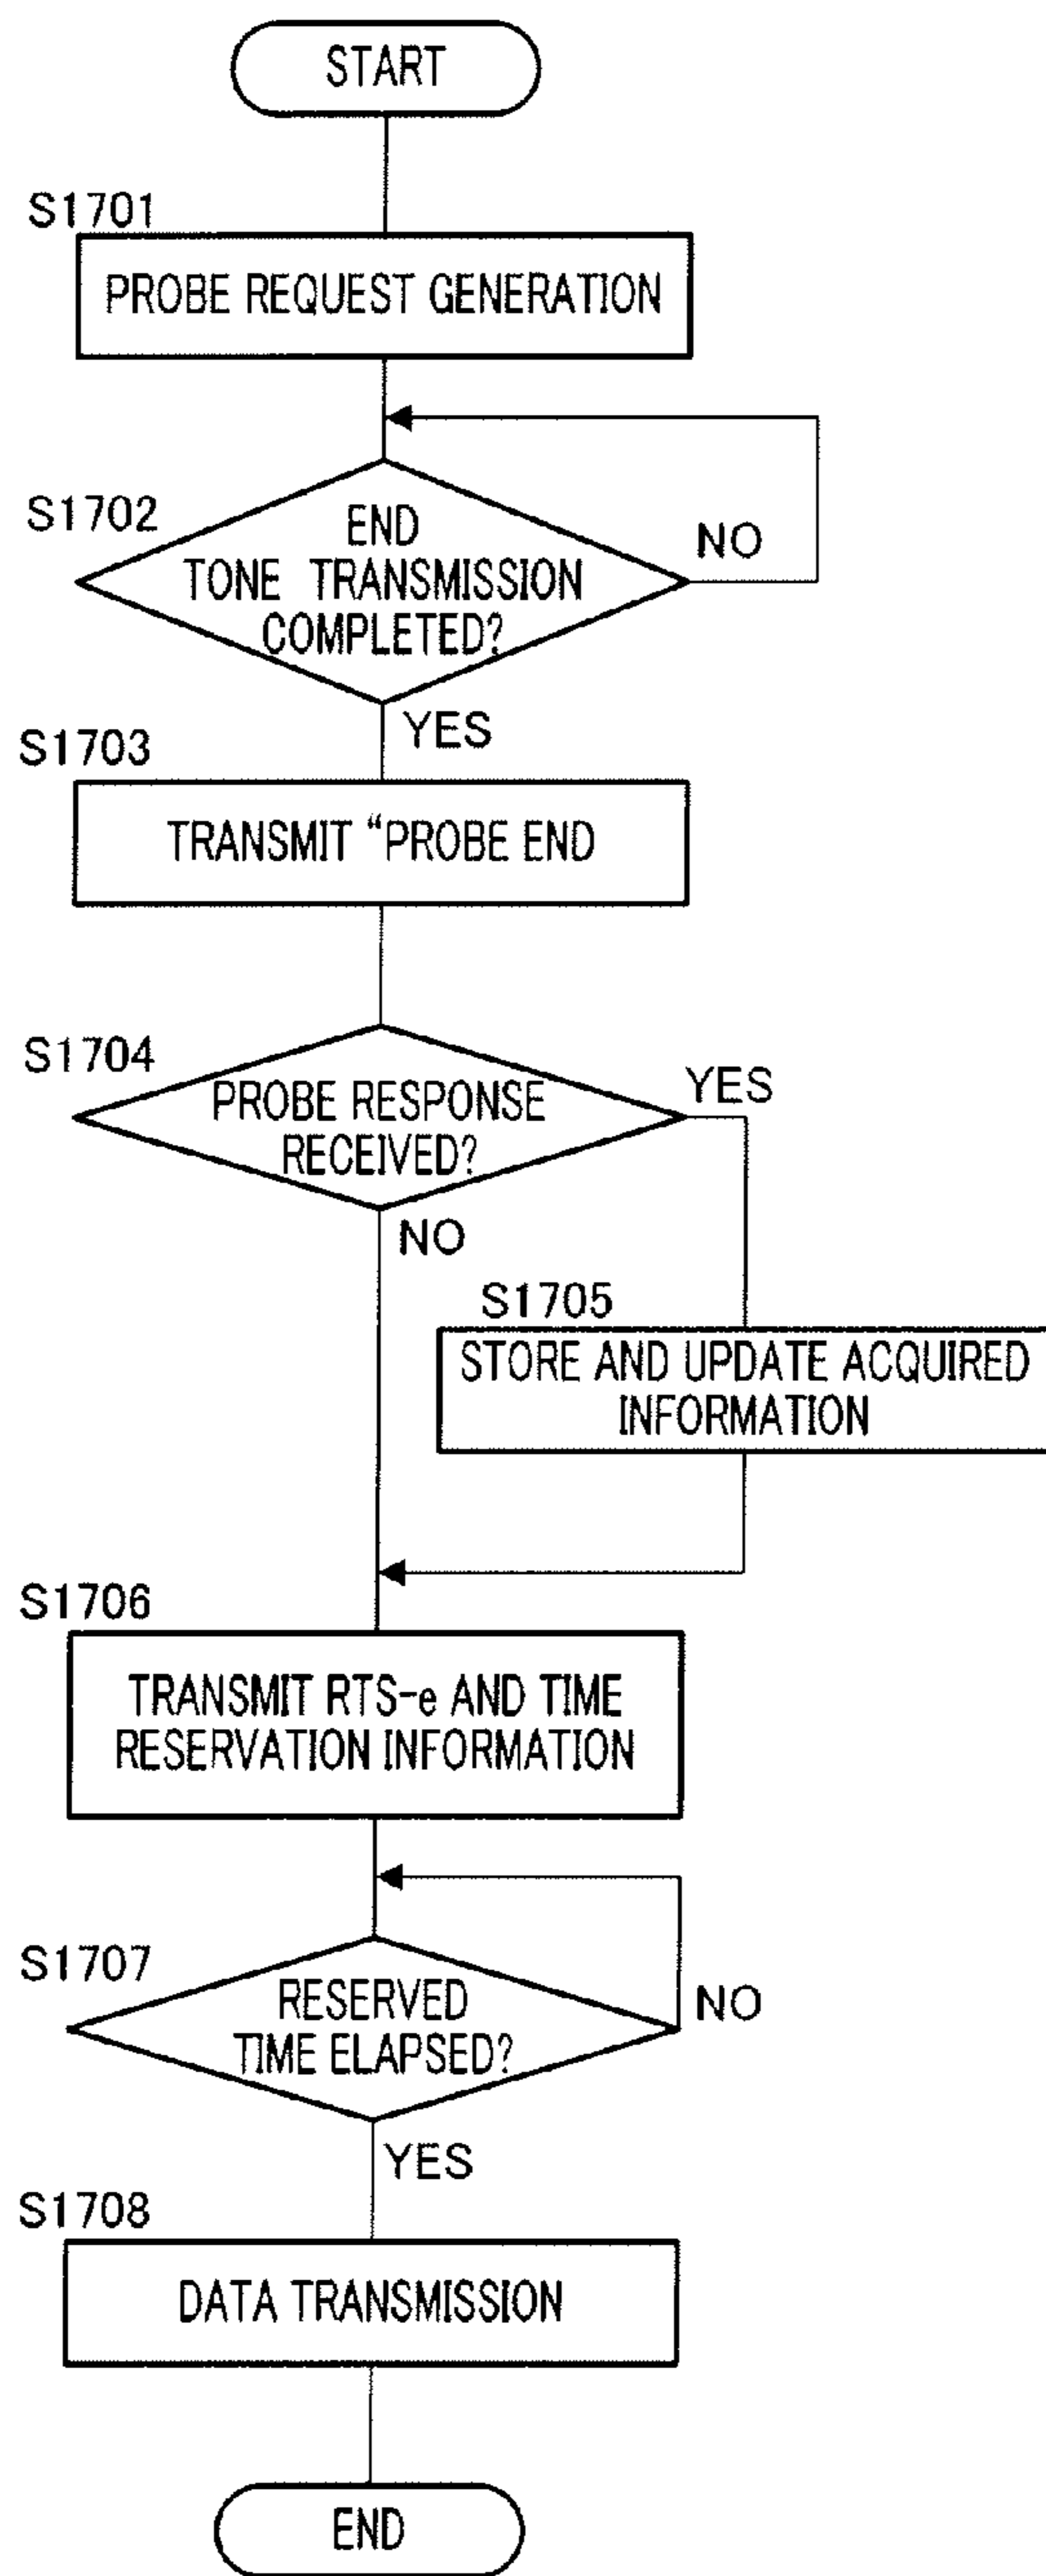 START
S1701
PROBE REQUEST GENERATION
S1702
END
TONE TRANSMISSION
COMPLETED?
NO
YES
S1703
TRANSMIT “PROBE END
S1704
PROBE RESPONSE
RECEIVED?
YES
NO
S1705
STORE AND UPDATE ACQUIRED
INFORMATION
S1706
TRANSMIT RTS-e AND TIME
RESERVATION INFORMATION
S1707
RESERVED
TIME ELAPSED?
NO
YES
S1708
DATA TRANSMISSION
END